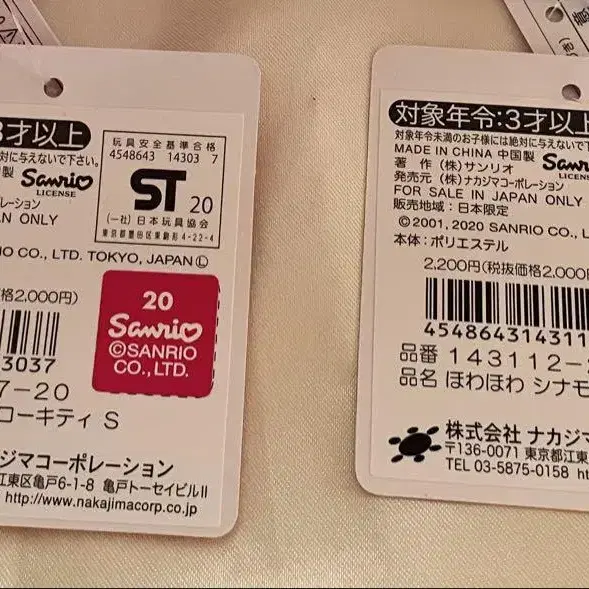 3才以上
対に与えないで下さい。
製 Sanrio
LICENSE
ーレーション
PAN ONLY
RIO CO., LTD. TOKYO, JAPAN Ⓛ
格2,000円)
3037
7-20
ローキティ S
カジマコーポレーション
江東区亀戸6-1-8 亀戸トーセイビルⅡ
http://www.nakajimacorp.co.jp
玩具安全基準合格
4548643 14303 7
ST 20
(一社)日本玩具協会
東京都墨田区東駒形4-22-4
20
Sanrio
©SANRIO
CO., LTD.
対象年令:3才以上
対象年令未満のお子様には絶対に与えないで下
MADE IN CHINA 中国製 Sanr
著 作 (株)サンリオ LICENS
発売元 (株)ナカジマコーポレーション
FOR SALE IN JAPAN ONLY
販売地域:日本限定
©2001, 2020 SANRIO CO., L
本体:ポリエステル
2,200円(税抜価格2,000円
454864314311
品番 143112-
品名 ほわほわ シナモ
株式会社 ナカジマ
〒136-0071 東京都江東
TEL 03-5875-0158 ht